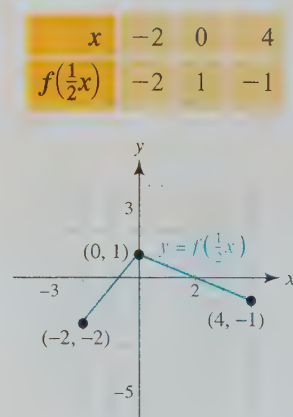 x −2 0 4
f(½x) −2 1 −1
y
3
(0, 1) y = f(½x)
−3 2 x
(4, −1)
(−2, −2)
−5